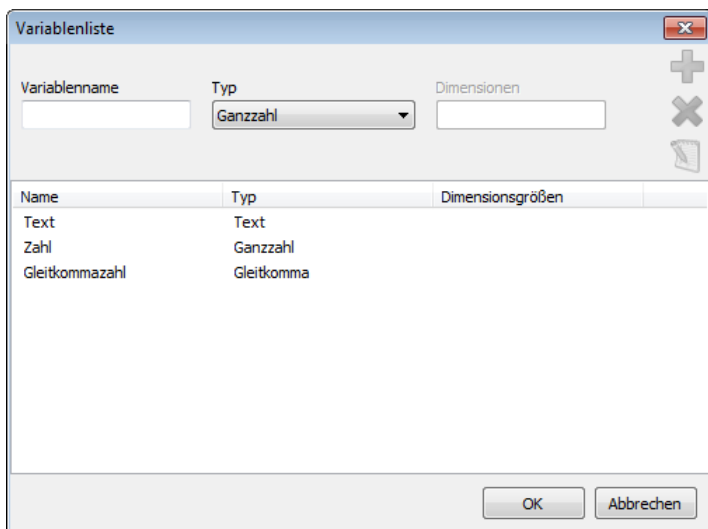 Variablenliste
Variablenname Typ Dimensionen
Ganzzahl
Name Typ Dimensionsgrößen
Text Text
Zahl Ganzzahl
Gleitkommazahl Gleitkomma
OK Abbrechen